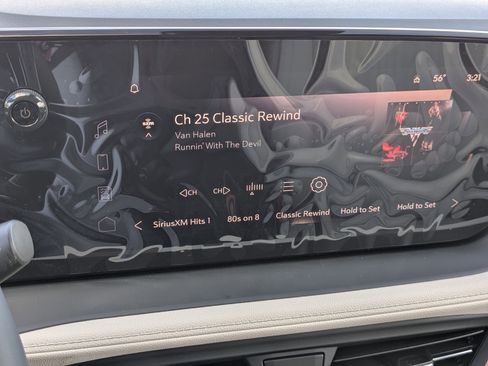 56° 3:21
Ch 25 Classic Rewind
Van Halen
Runnin' With The Devil
CH CH
SiriusXM Hits 1 80s on 8 Classic Rewind Hold to Set Hold to Set